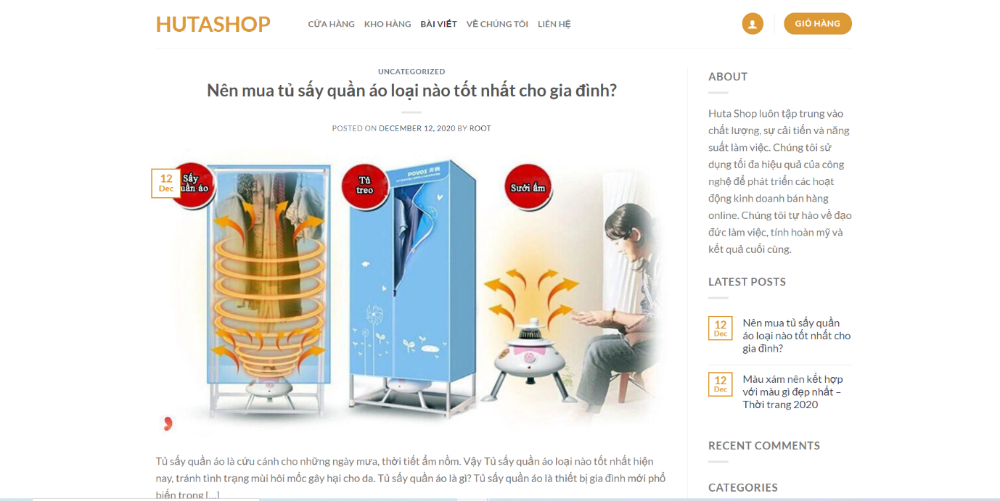 HUTASHOP
CỬA HÀNG KHO HÀNG BÀI VIẾT VỀ CHÚNG TÔI LIÊN HỆ
GIỎ HÀNG
UNCATEGORIZED
Nên mua tủ sấy quần áo loại nào tốt nhất cho gia đình?
POSTED ON DECEMBER 12, 2020 BY ROOT
12
Dec
Sấy
uần áo
Tủ
treo
POVOS
Sưởi ấm
Tủ sấy quần áo là cứu cánh cho những ngày mưa, thời tiết ẩm nồm. Vậy Tủ sấy quần áo loại nào tốt nhất hiện
nay, tránh tình trạng mùi hôi mốc gây hại cho da. Tủ sấy quần áo là gì? Tủ sấy quần áo là thiết bị gia đình mới phổ
biến trong [...]
ABOUT
Huta Shop luôn tập trung vào
chất lượng, sự cải tiến và năng
suất làm việc. Chúng tôi sử
dụng tối đa hiệu quả của công
nghệ để phát triển các hoạt
động kinh doanh bán hàng
online. Chúng tôi tự hào về đạo
đức làm việc, tính hoàn mỹ và
kết quả cuối cùng.
LATEST POSTS
12
Dec
Nên mua tủ sấy quần
áo loại nào tốt nhất cho
gia đình?
12
Dec
Màu xám nên kết hợp
với màu gì đẹp nhất –
Thời trang 2020
RECENT COMMENTS
CATEGORIES